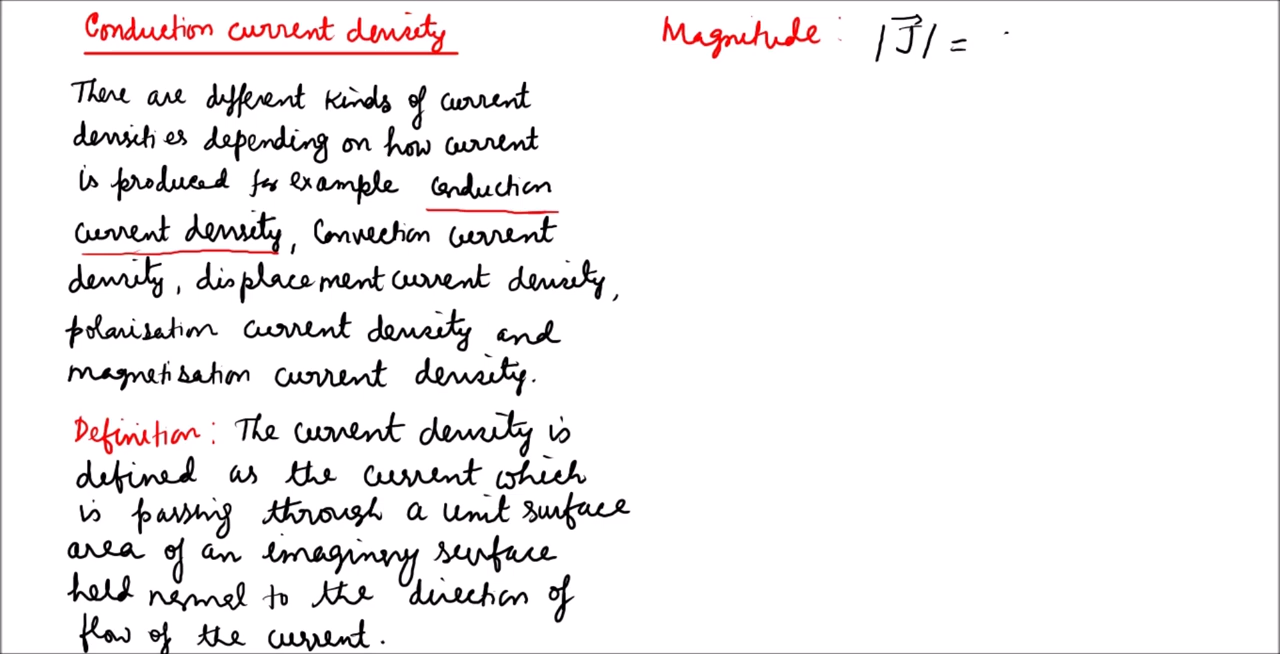 Conduction current density
There are different kinds of current
densities depending on how current
is produced for example conduction
current density, Convection current
density, displacement current density,
polarisation current density and
magnetisation current density.
Definition: The current density is
defined as the current which
is passing through a unit surface
area of an imaginery surface
held normal to the direction of
flow of the current.
Magnitude: |J⃗| =